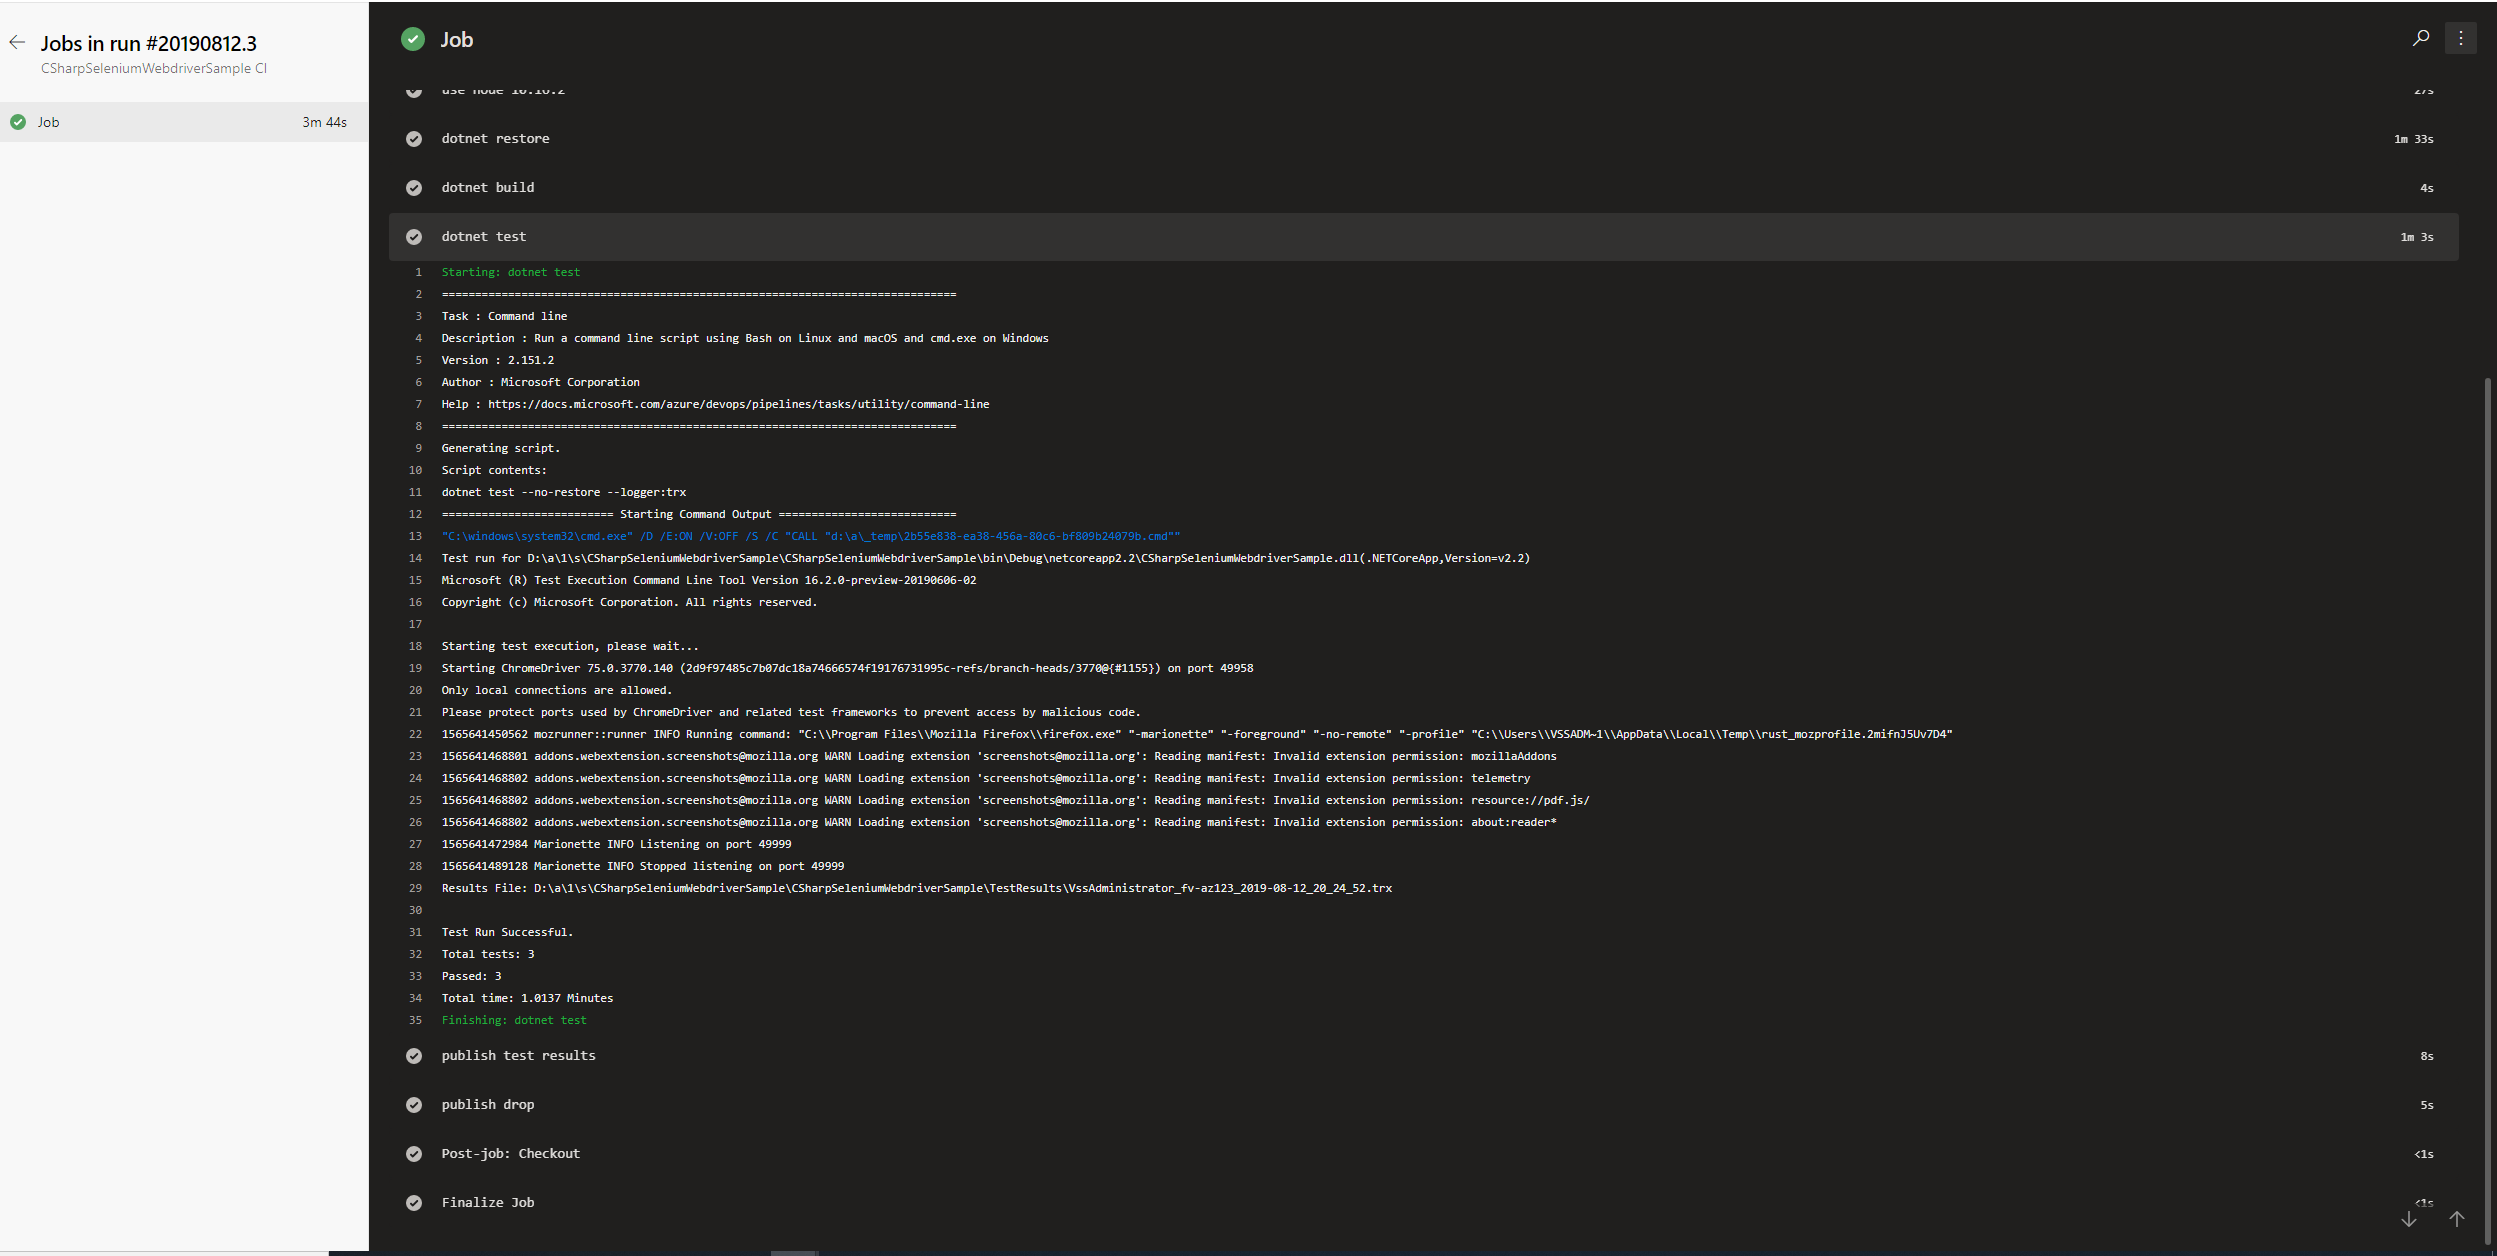 Jobs in run #20190812.3
CSharpSeleniumWebdriverSample CI
Job 3m 44s
Job
use node 10.16.2 27s
dotnet restore 1m 33s
dotnet build 4s
dotnet test 1m 3s
1 Starting: dotnet test
2 ==============================================================================
3 Task : Command line
4 Description : Run a command line script using Bash on Linux and macOS and cmd.exe on Windows
5 Version : 2.151.2
6 Author : Microsoft Corporation
7 Help : https://docs.microsoft.com/azure/devops/pipelines/tasks/utility/command-line
8 ==============================================================================
9 Generating script.
10 Script contents:
11 dotnet test --no-restore --logger:trx
12 ========================== Starting Command Output ===========================
13 "C:\windows\system32\cmd.exe" /D /E:ON /V:OFF /S /C "CALL "d:\a\_temp\2b55e838-ea38-456a-80c6-bf809b24079b.cmd""
14 Test run for D:\a\1\s\CSharpSeleniumWebdriverSample\CSharpSeleniumWebdriverSample\bin\Debug\netcoreapp2.2\CSharpSeleniumWebdriverSample.dll(.NETCoreApp,Version=v2.2)
15 Microsoft (R) Test Execution Command Line Tool Version 16.2.0-preview-20190606-02
16 Copyright (c) Microsoft Corporation. All rights reserved.
17
18 Starting test execution, please wait...
19 Starting ChromeDriver 75.0.3770.140 (2d9f97485c7b07dc18a74666574f19176731995c-refs/branch-heads/3770@{#1155}) on port 49958
20 Only local connections are allowed.
21 Please protect ports used by ChromeDriver and related test frameworks to prevent access by malicious code.
22 1565641450562 mozrunner::runner INFO Running command: "C:\\Program Files\\Mozilla Firefox\\firefox.exe" "-marionette" "-foreground" "-no-remote" "-profile" "C:\\Users\\VSSADM~1\\AppData\\Local\\Temp\\rust_mozprofile.2mifnJ5Uv7D4"
23 1565641468801 addons.webextension.screenshots@mozilla.org WARN Loading extension 'screenshots@mozilla.org': Reading manifest: Invalid extension permission: mozillaAddons
24 1565641468802 addons.webextension.screenshots@mozilla.org WARN Loading extension 'screenshots@mozilla.org': Reading manifest: Invalid extension permission: telemetry
25 1565641468802 addons.webextension.screenshots@mozilla.org WARN Loading extension 'screenshots@mozilla.org': Reading manifest: Invalid extension permission: resource://pdf.js/
26 1565641468802 addons.webextension.screenshots@mozilla.org WARN Loading extension 'screenshots@mozilla.org': Reading manifest: Invalid extension permission: about:reader*
27 1565641472984 Marionette INFO Listening on port 49999
28 1565641489128 Marionette INFO Stopped listening on port 49999
29 Results File: D:\a\1\s\CSharpSeleniumWebdriverSample\CSharpSeleniumWebdriverSample\TestResults\VssAdministrator_fv-az123_2019-08-12_20_24_52.trx
30
31 Test Run Successful.
32 Total tests: 3
33 Passed: 3
34 Total time: 1.0137 Minutes
35 Finishing: dotnet test
publish test results 8s
publish drop 5s
Post-job: Checkout <1s
Finalize Job <1s